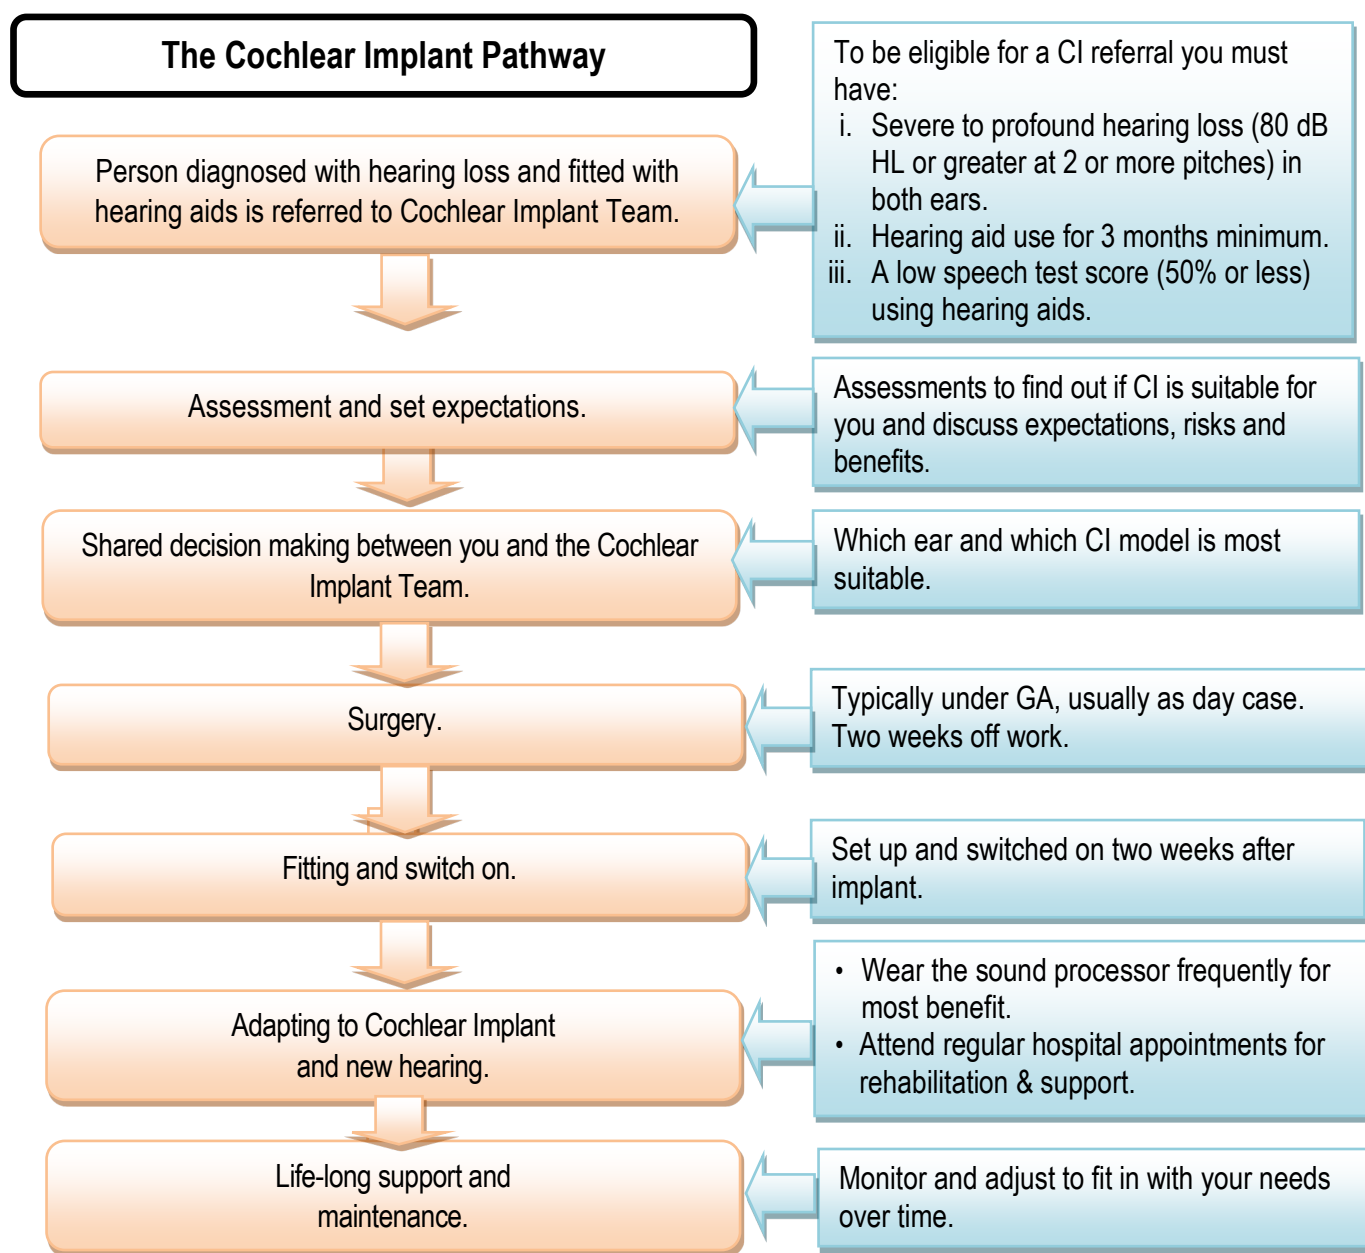 The Cochlear Implant Pathway
Person diagnosed with hearing loss and fitted with
hearing aids is referred to Cochlear Implant Team.
To be eligible for a CI referral you must
have:
i. Severe to profound hearing loss (80 dB
HL or greater at 2 or more pitches) in
both ears.
ii. Hearing aid use for 3 months minimum.
iii. A low speech test score (50% or less)
using hearing aids.
Assessment and set expectations.
Assessments to find out if CI is suitable for
you and discuss expectations, risks and
benefits.
Shared decision making between you and the Cochlear
Implant Team.
Which ear and which CI model is most
suitable.
Surgery.
Typically under GA, usually as day case.
Two weeks off work.
Fitting and switch on.
Set up and switched on two weeks after
implant.
Adapting to Cochlear Implant
and new hearing.
• Wear the sound processor frequently for
most benefit.
• Attend regular hospital appointments for
rehabilitation & support.
Life-long support and
maintenance.
Monitor and adjust to fit in with your needs
over time.